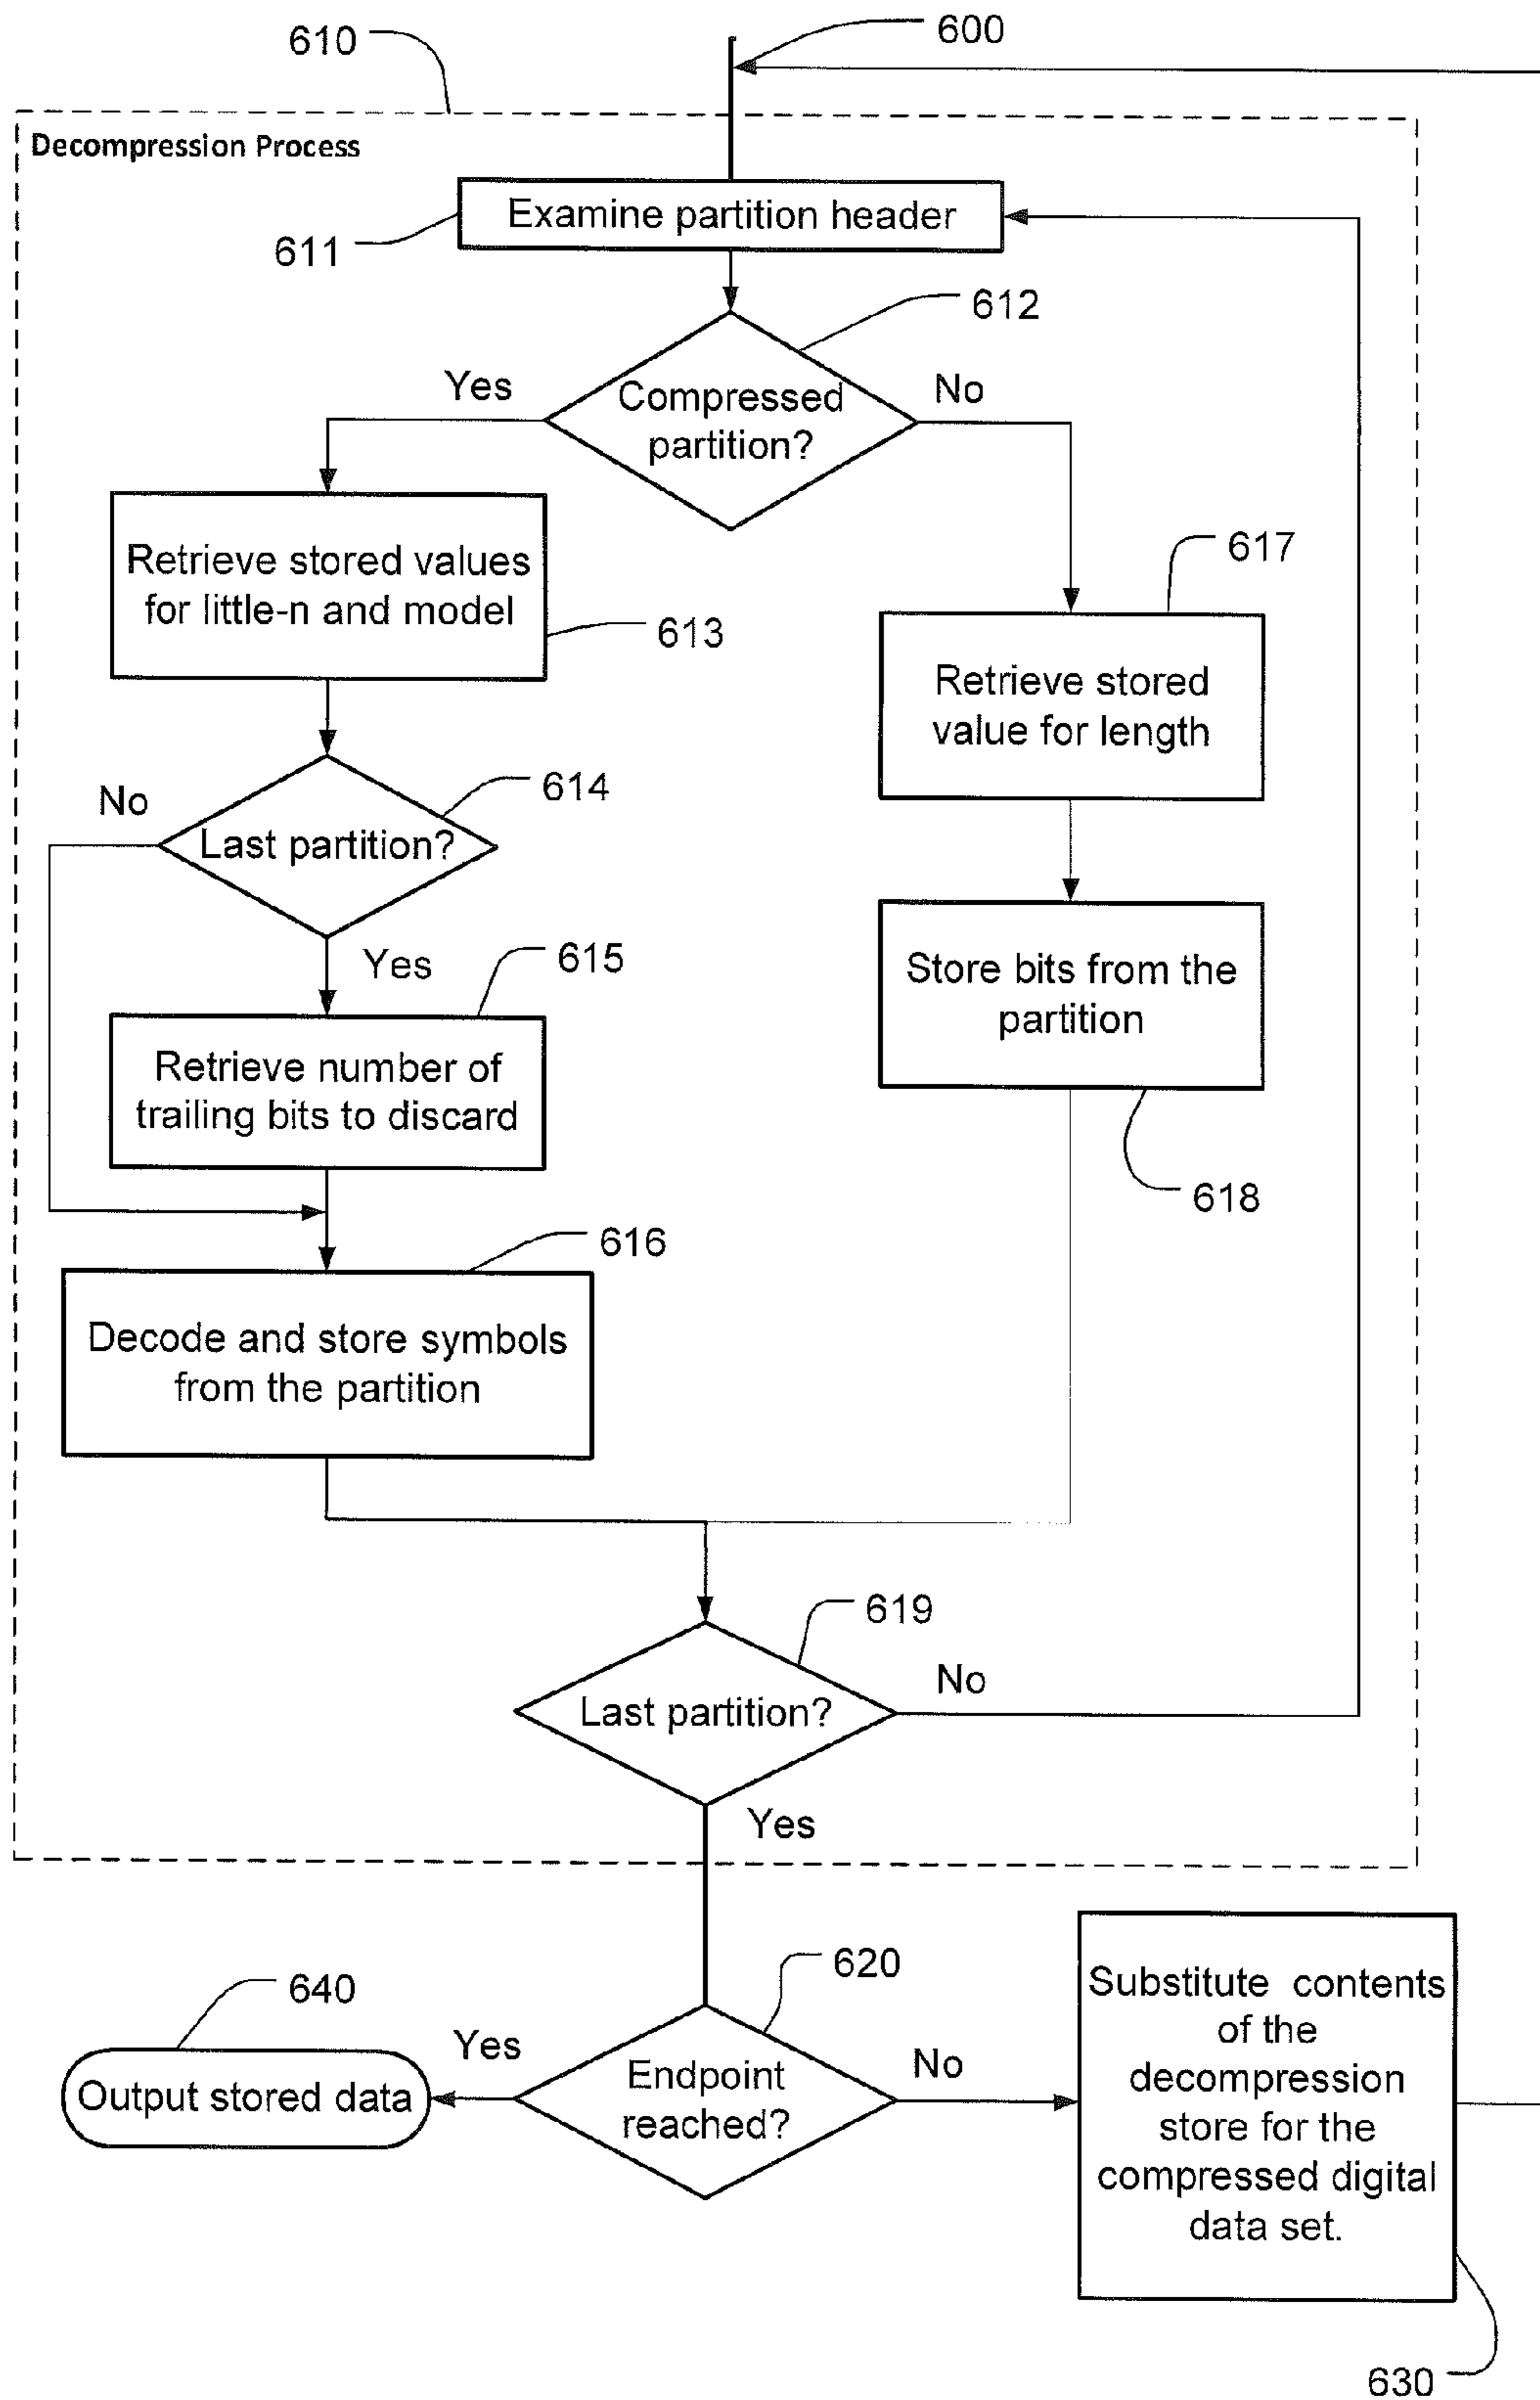 600
610
Decompression Process
Examine partition header
611
612
Yes
No
Compressed
partition?
Retrieve stored values
for little-n and model
613
617
Retrieve stored
value for length
No
614
Last partition?
Yes
615
Store bits from the
partition
Retrieve number of
trailing bits to discard
618
616
Decode and store symbols
from the partition
619
No
Last partition?
Yes
620
640
Yes
No
Endpoint
reached?
Output stored data
Substitute contents
of the
decompression
store for the
compressed digital
data set.
630